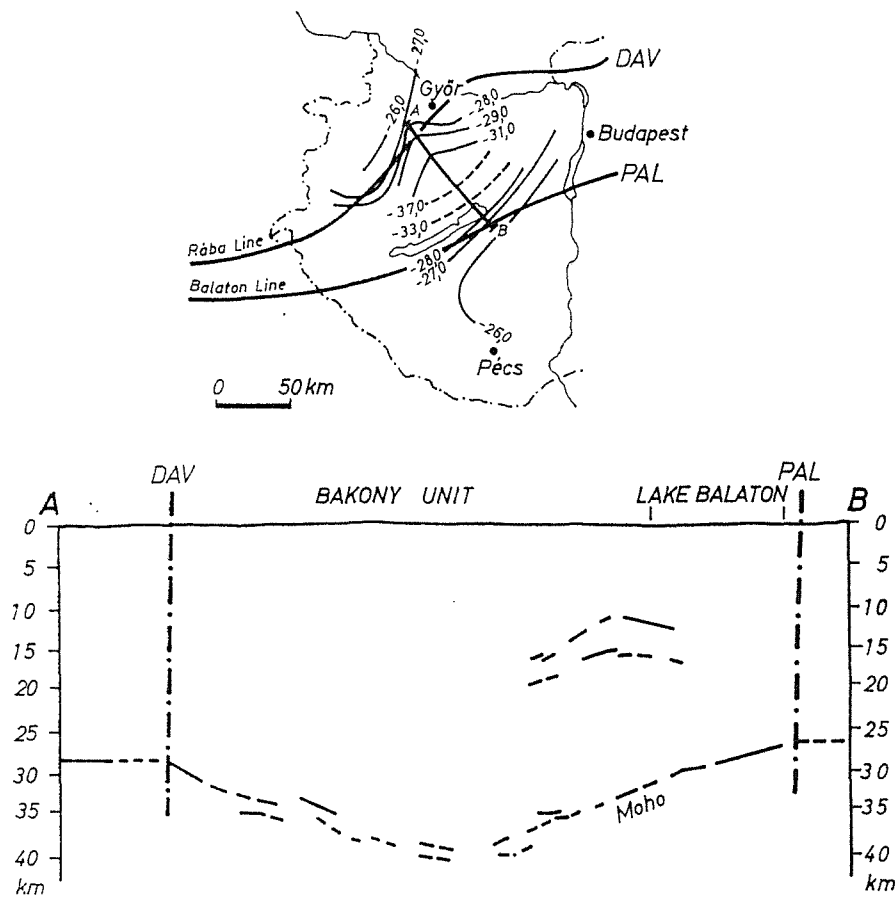 -27,0
DAV
Győr
-26,0
A
-28,0
-29,0
-31,0
Budapest
PAL
-37,0
-33,0
B
Rába Line
-28,0
-27,0
Balaton Line
-26,0
Pécs
0 50 km
DAV PAL
A BAKONY UNIT LAKE BALATON B
0 0
5 5
10 10
15 15
20 20
25 25
30 30
35 Moho 35
40 40
km km